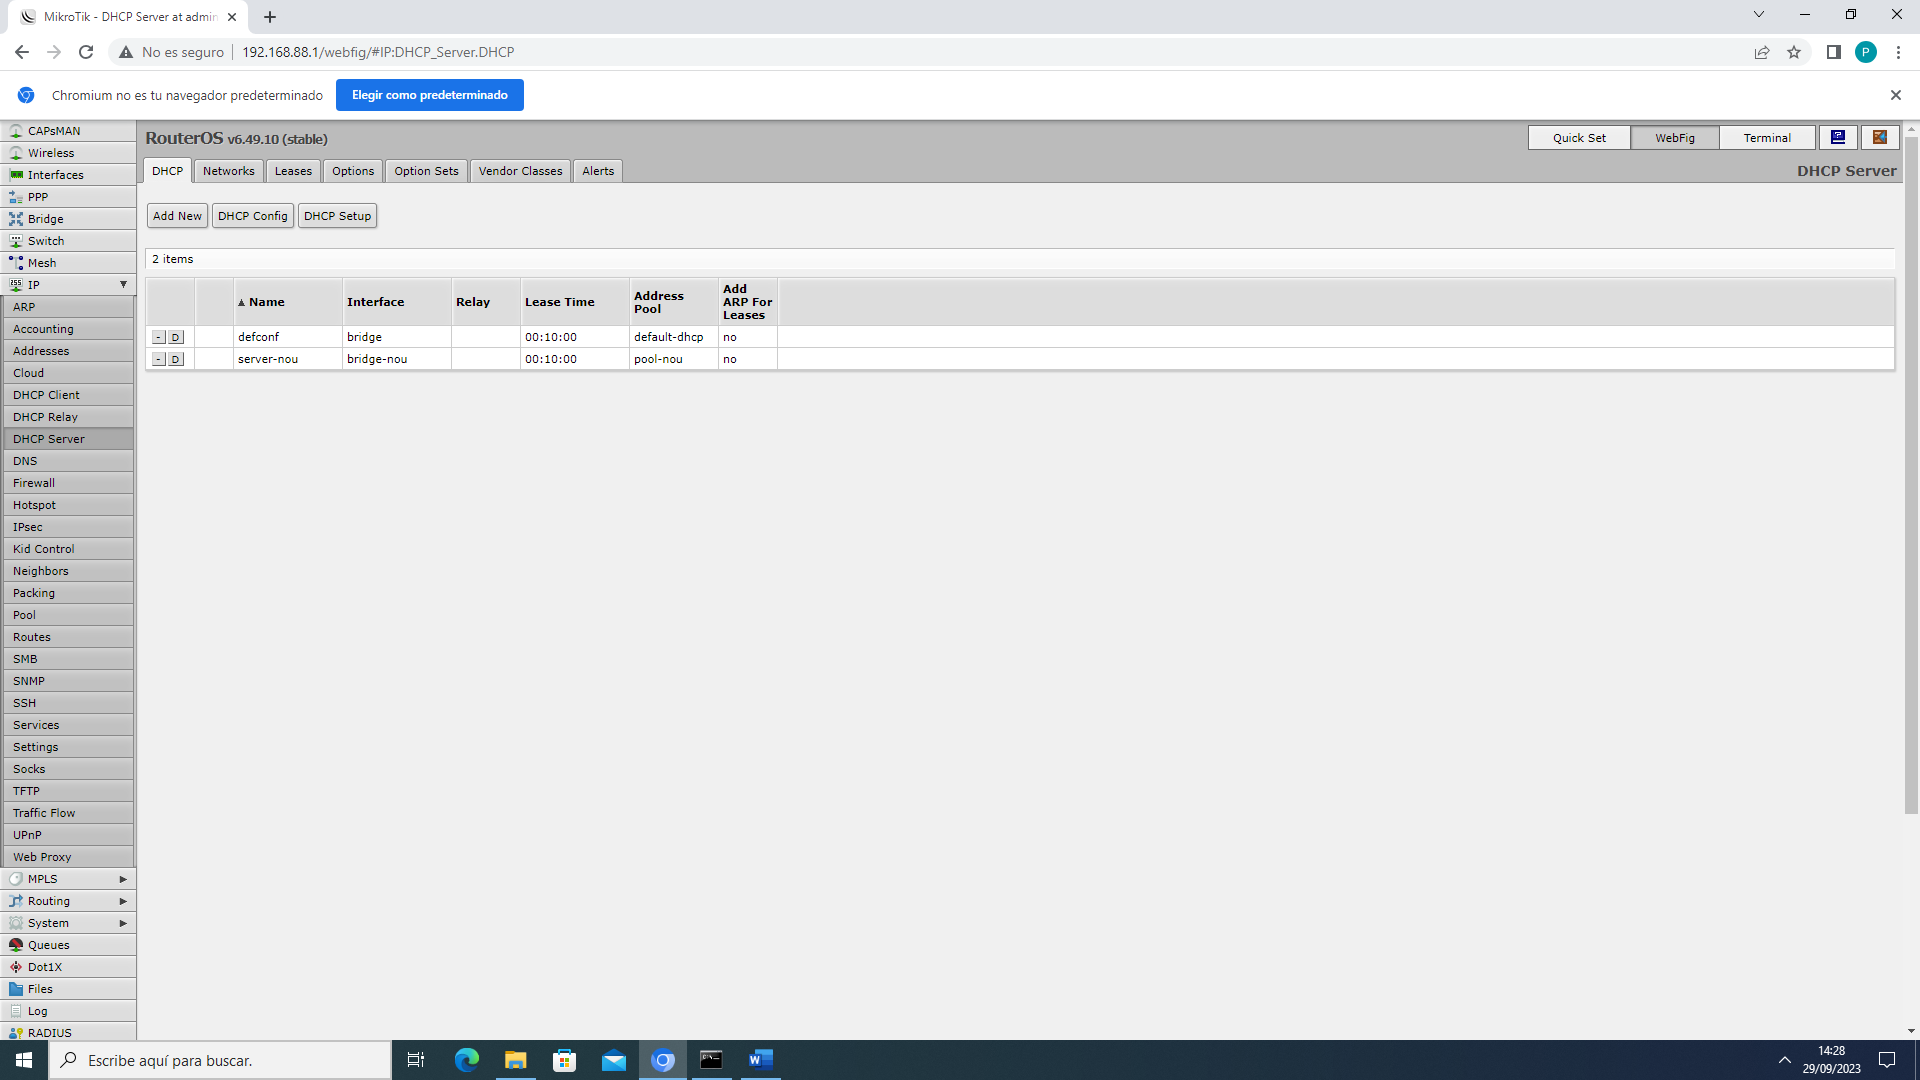 MikroTik - DHCP Server at admin
No es seguro
192.168.88.1/webfig/#IP:DHCP_Server.DHCP
P
Chromium no es tu navegador predeterminado
Elegir como predeterminado
CAPsMAN
Wireless
Interfaces
PPP
Bridge
Switch
Mesh
IP
ARP
Accounting
Addresses
Cloud
DHCP Client
DHCP Relay
DHCP Server
DNS
Firewall
Hotspot
IPsec
Kid Control
Neighbors
Packing
Pool
Routes
SMB
SNMP
SSH
Services
Settings
Socks
TFTP
Traffic Flow
UPnP
Web Proxy
MPLS
Routing
System
Queues
Dot1X
Files
Log
RADIUS
RouterOS v6.49.10 (stable)
Quick Set
WebFig
Terminal
DHCP
Networks
Leases
Options
Option Sets
Vendor Classes
Alerts
DHCP Server
Add New
DHCP Config
DHCP Setup
2 items
Name
Interface
Relay
Lease Time
Address Pool
Add ARP For Leases
- D defconf bridge 00:10:00 default-dhcp no
- D server-nou bridge-nou 00:10:00 pool-nou no
Escribe aquí para buscar.
14:28
29/09/2023